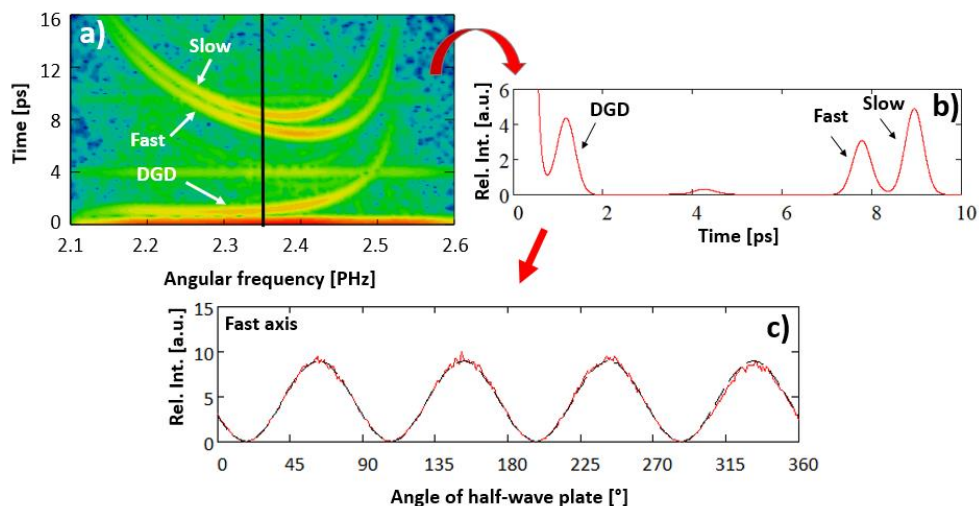 a)
Time [ps]
16
12
8
4
0
Slow
Fast
DGD
2.1 2.2 2.3 2.4 2.5 2.6
Angular frequency [PHz]
b)
Rel. Int. [a.u.]
6
4
2
0
DGD
Fast
Slow
0 2 4 6 8 10
Time [ps]
c)
Fast axis
Rel. Int. [a.u.]
15
10
5
0
0 45 90 135 180 225 270 315 360
Angle of half-wave plate [°]